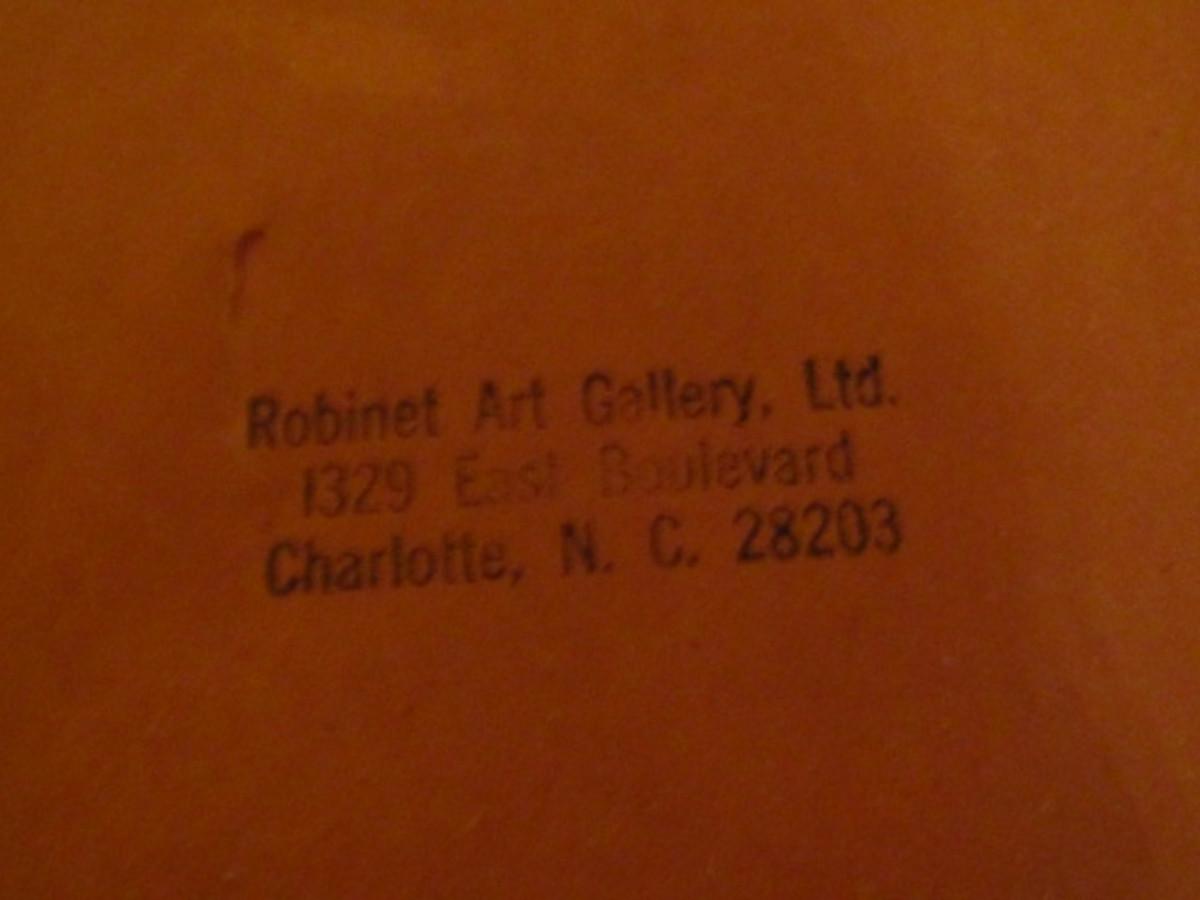 Robinet Art Gallery, Ltd.
1329 East Boulevard
Charlotte, N. C. 28203